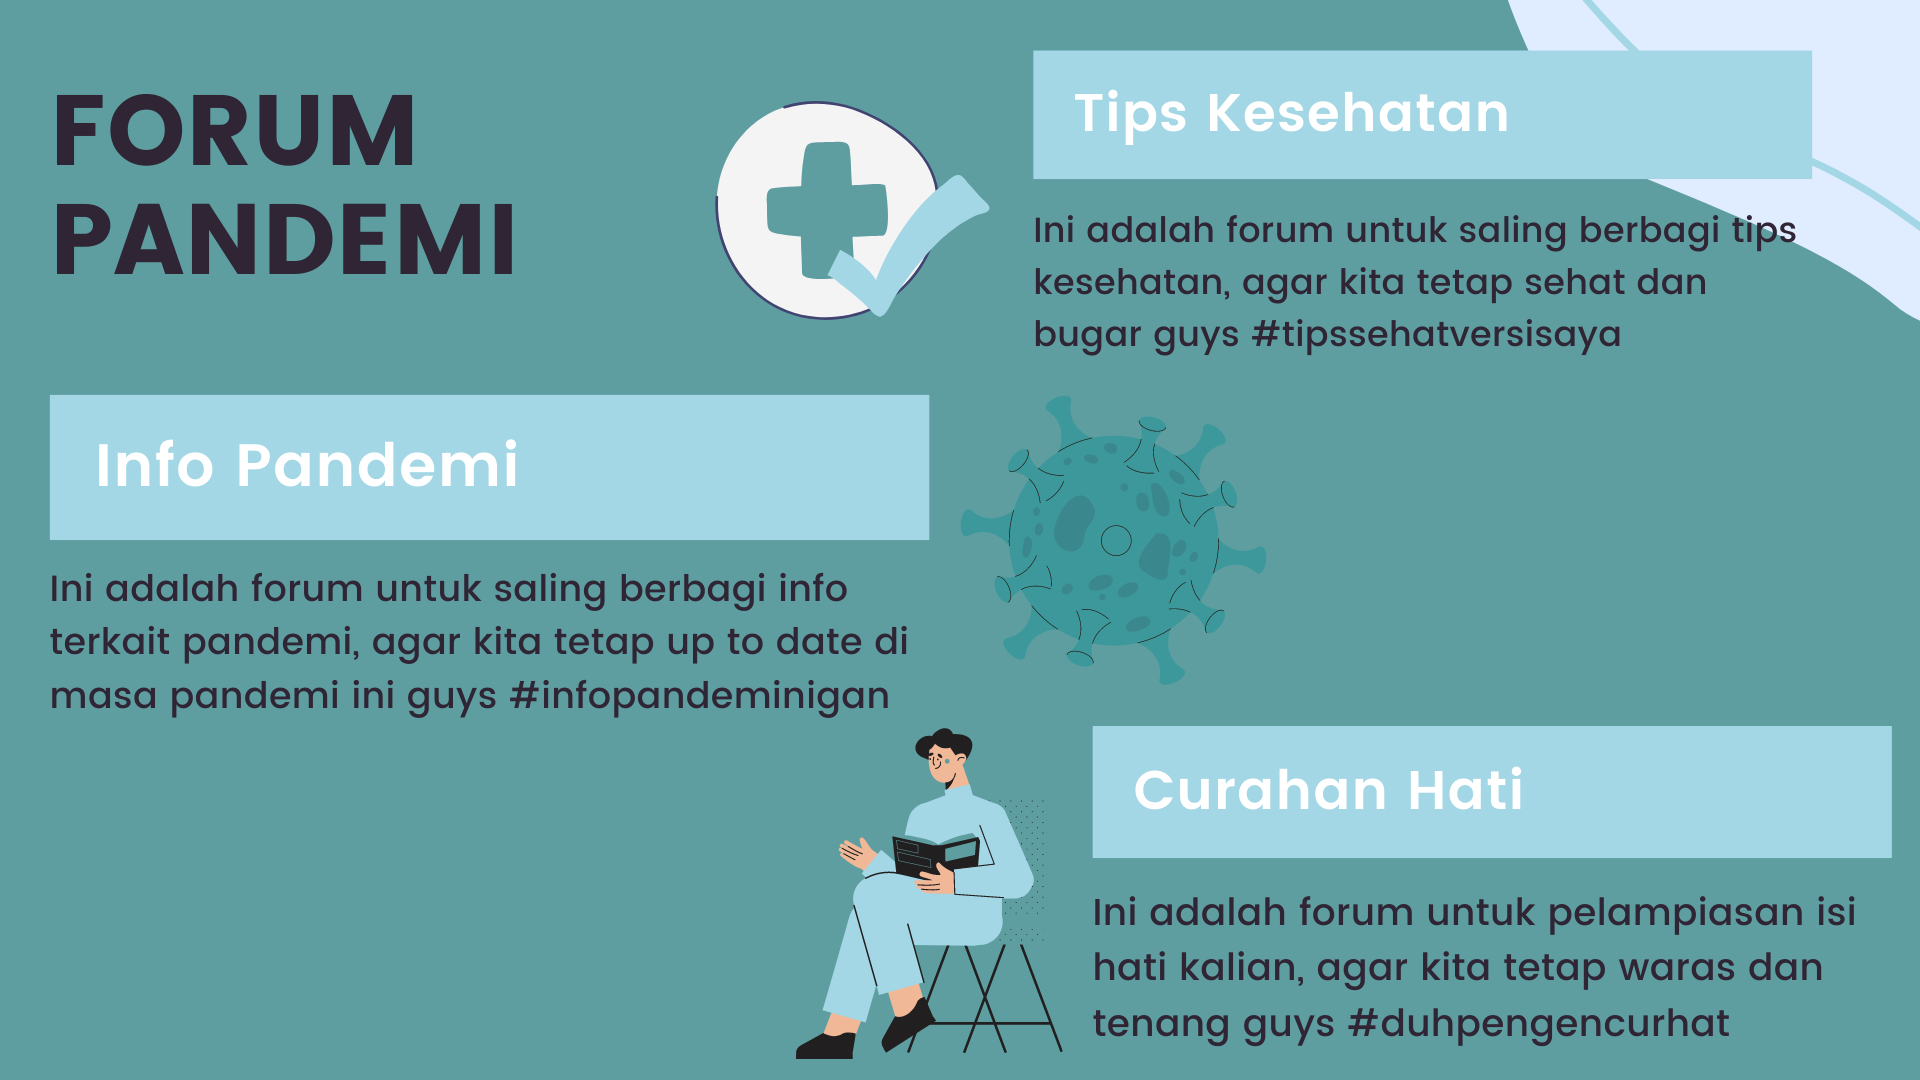 FORUM
PANDEMI
Tips Kesehatan
Ini adalah forum untuk saling berbagi tips
kesehatan, agar kita tetap sehat dan
bugar guys #tipssehatversisaya
Info Pandemi
Ini adalah forum untuk saling berbagi info
terkait pandemi, agar kita tetap up to date di
masa pandemi ini guys #infopandeminigan
Curahan Hati
Ini adalah forum untuk pelampiasan isi
hati kalian, agar kita tetap waras dan
tenang guys #duhpengencurhat